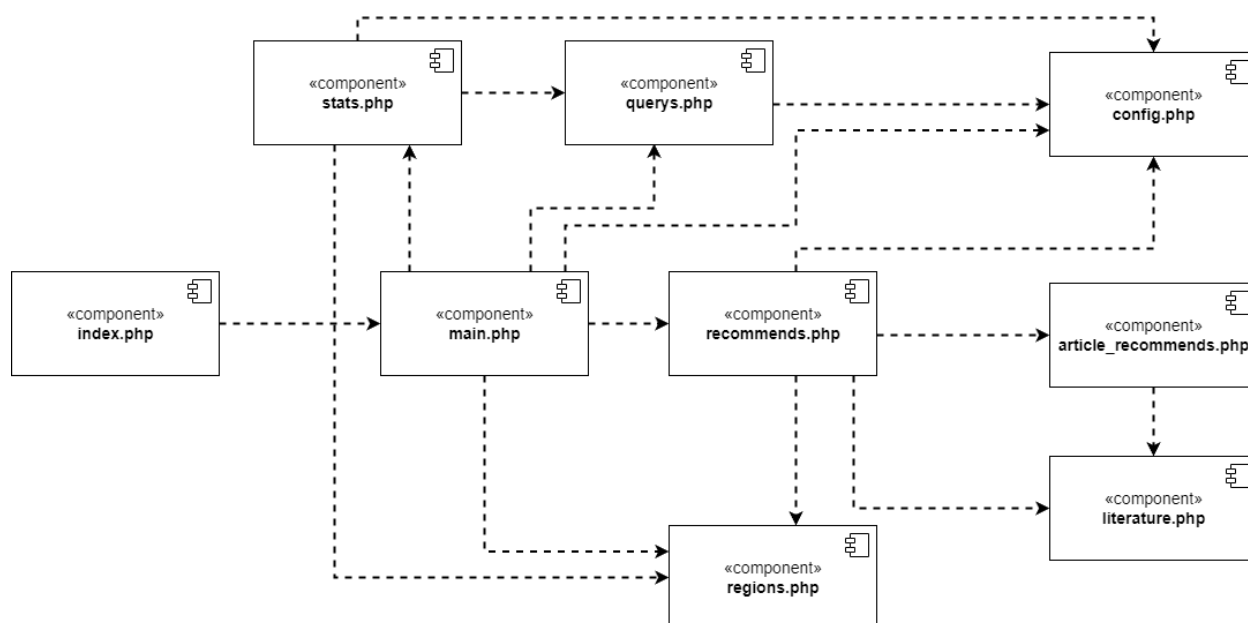 «component»
stats.php
«component»
querys.php
«component»
config.php
«component»
index.php
«component»
main.php
«component»
recommends.php
«component»
article_recommends.php
«component»
literature.php
«component»
regions.php